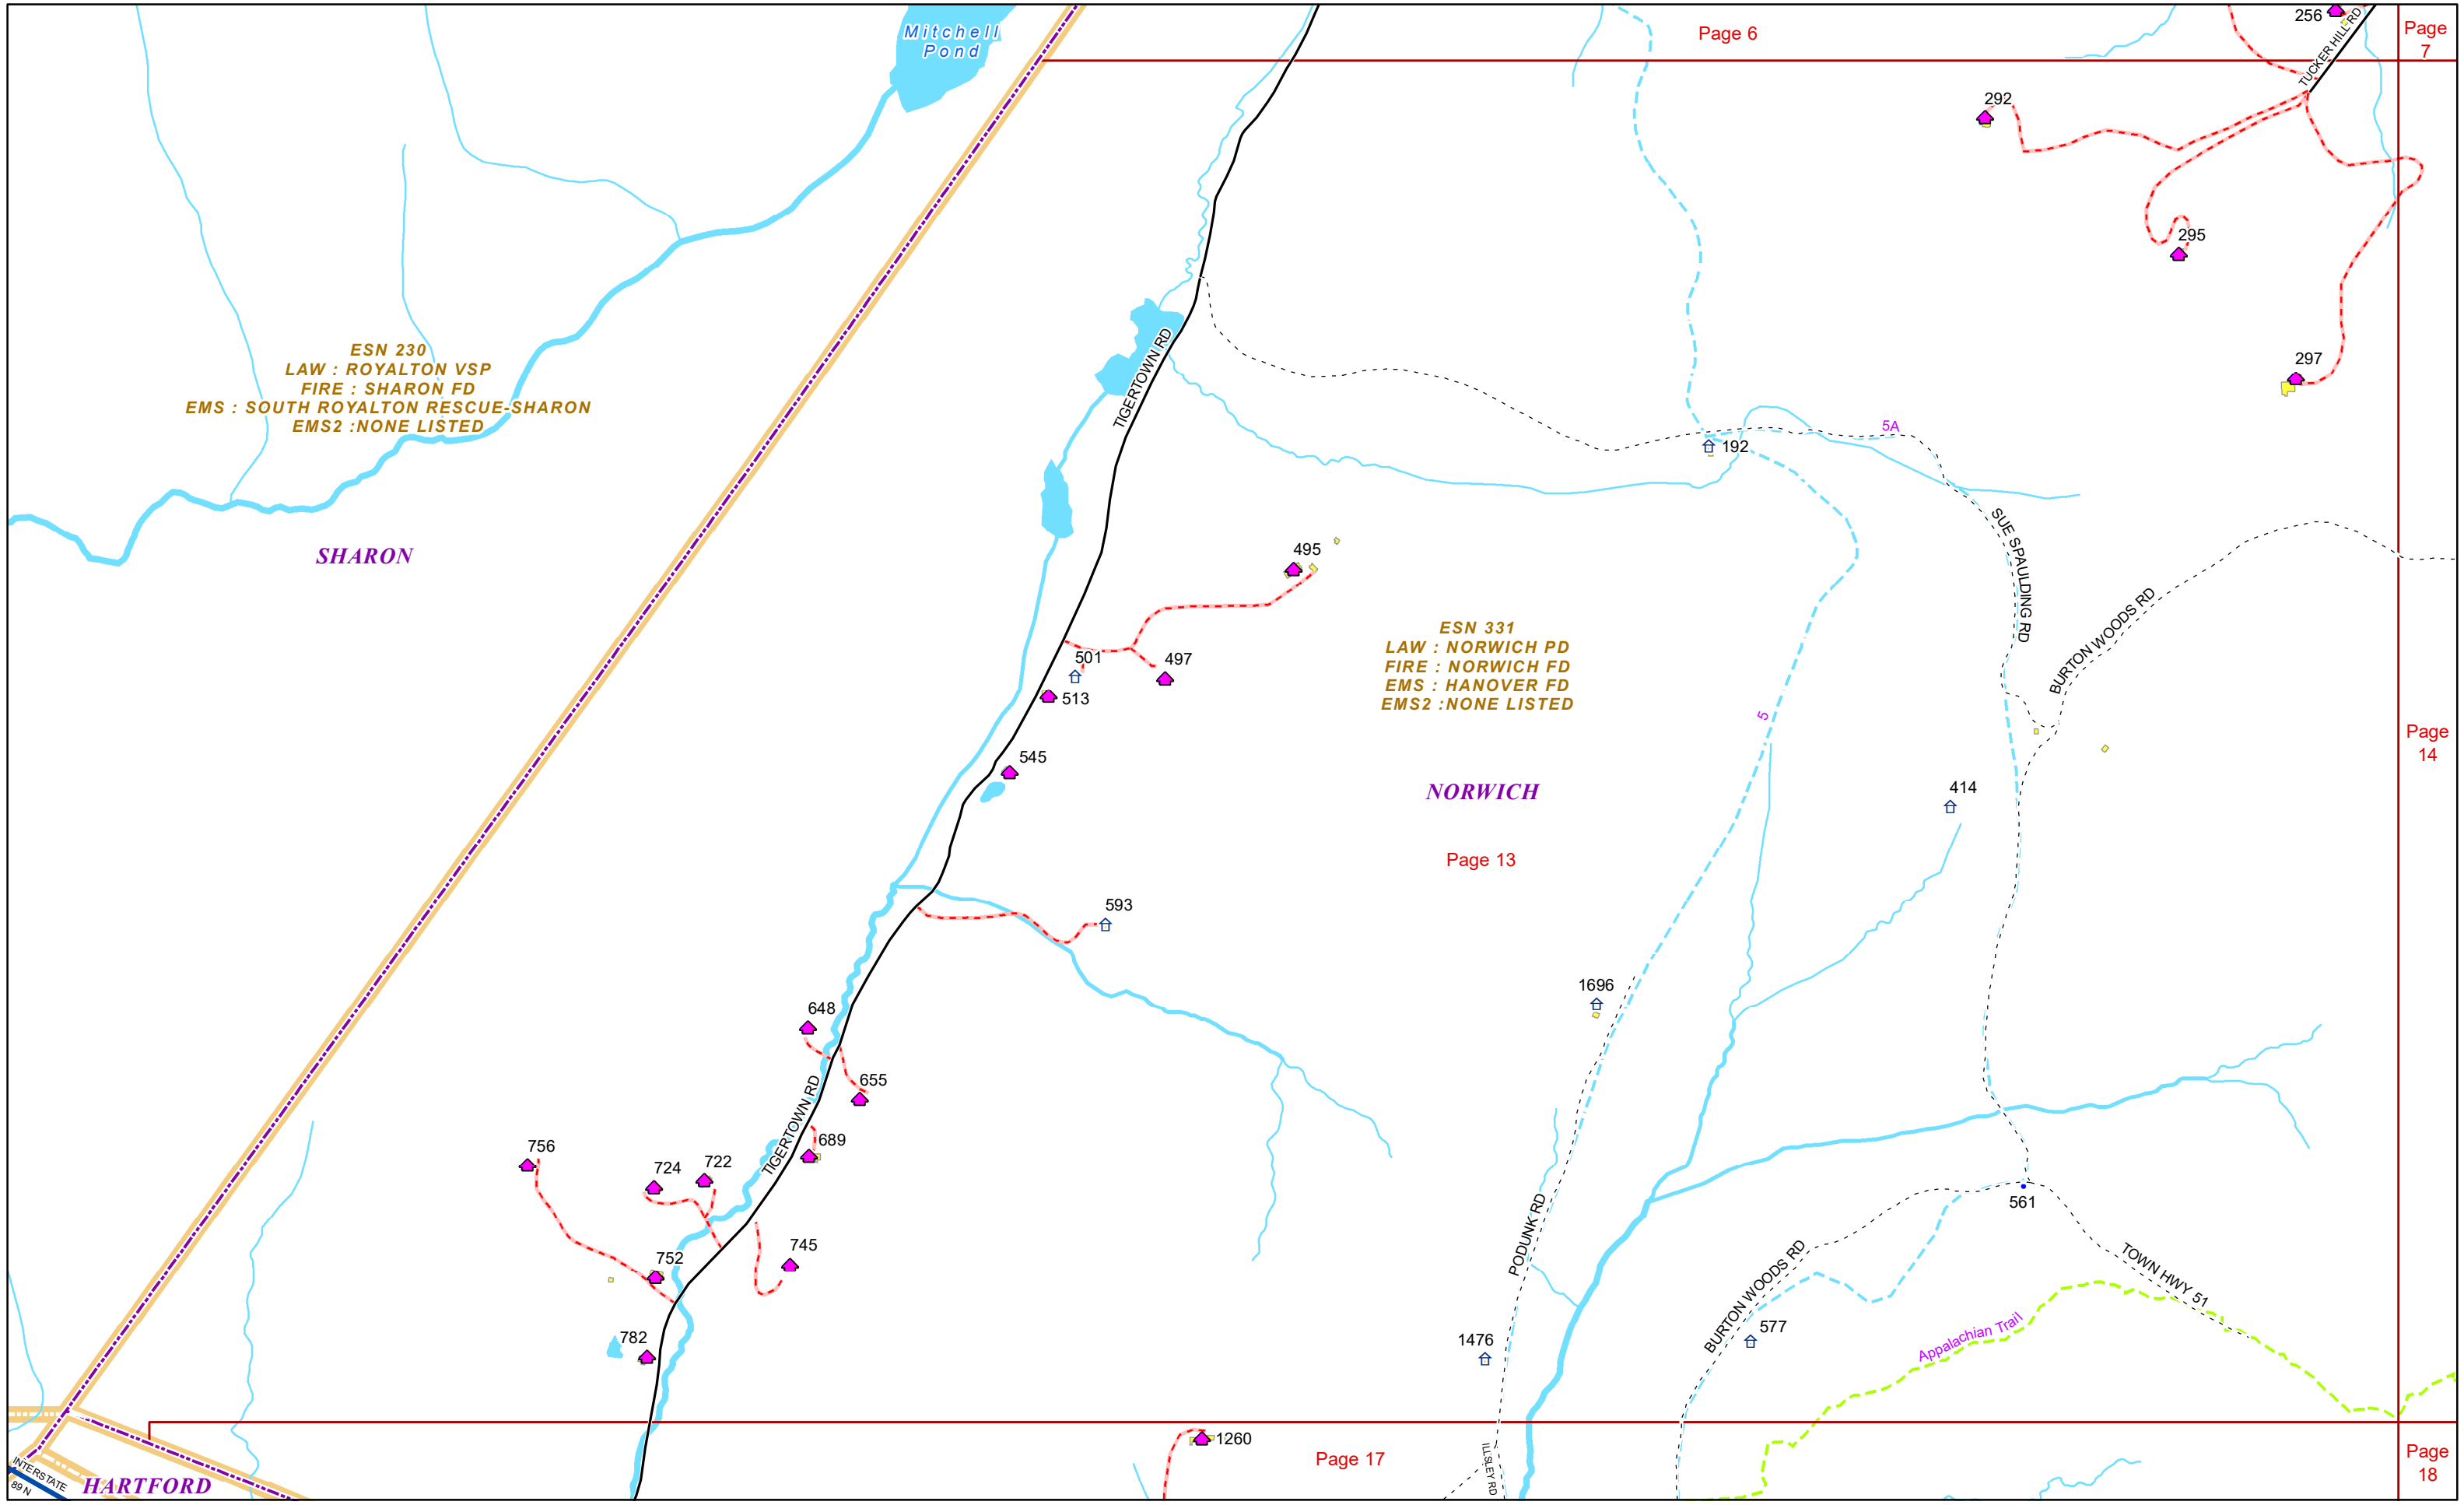 Mitchell
Pond
Page 6
256
TUCKER HILL RD
Page
7
292
295
297
ESN 230
LAW : ROYALTON VSP
FIRE : SHARON FD
EMS : SOUTH ROYALTON RESCUE-SHARON
EMS2 :NONE LISTED
TIGERTOWN RD
5A
192
SHARON
495
SUE SPAULDING RD
BURTON WOODS RD
501
497
513
ESN 331
LAW : NORWICH PD
FIRE : NORWICH FD
EMS : HANOVER FD
EMS2 :NONE LISTED
5
Page
14
545
NORWICH
414
Page 13
593
1696
648
655
TIGERTOWN RD
689
756
724
722
752
745
782
PODUNK RD
561
BURTON WOODS RD
TOWN HWY 51
Appalachian Trail
577
1476
1260
Page 17
ILLSLEY RD
Page
18
INTERSTATE
89 N
HARTFORD